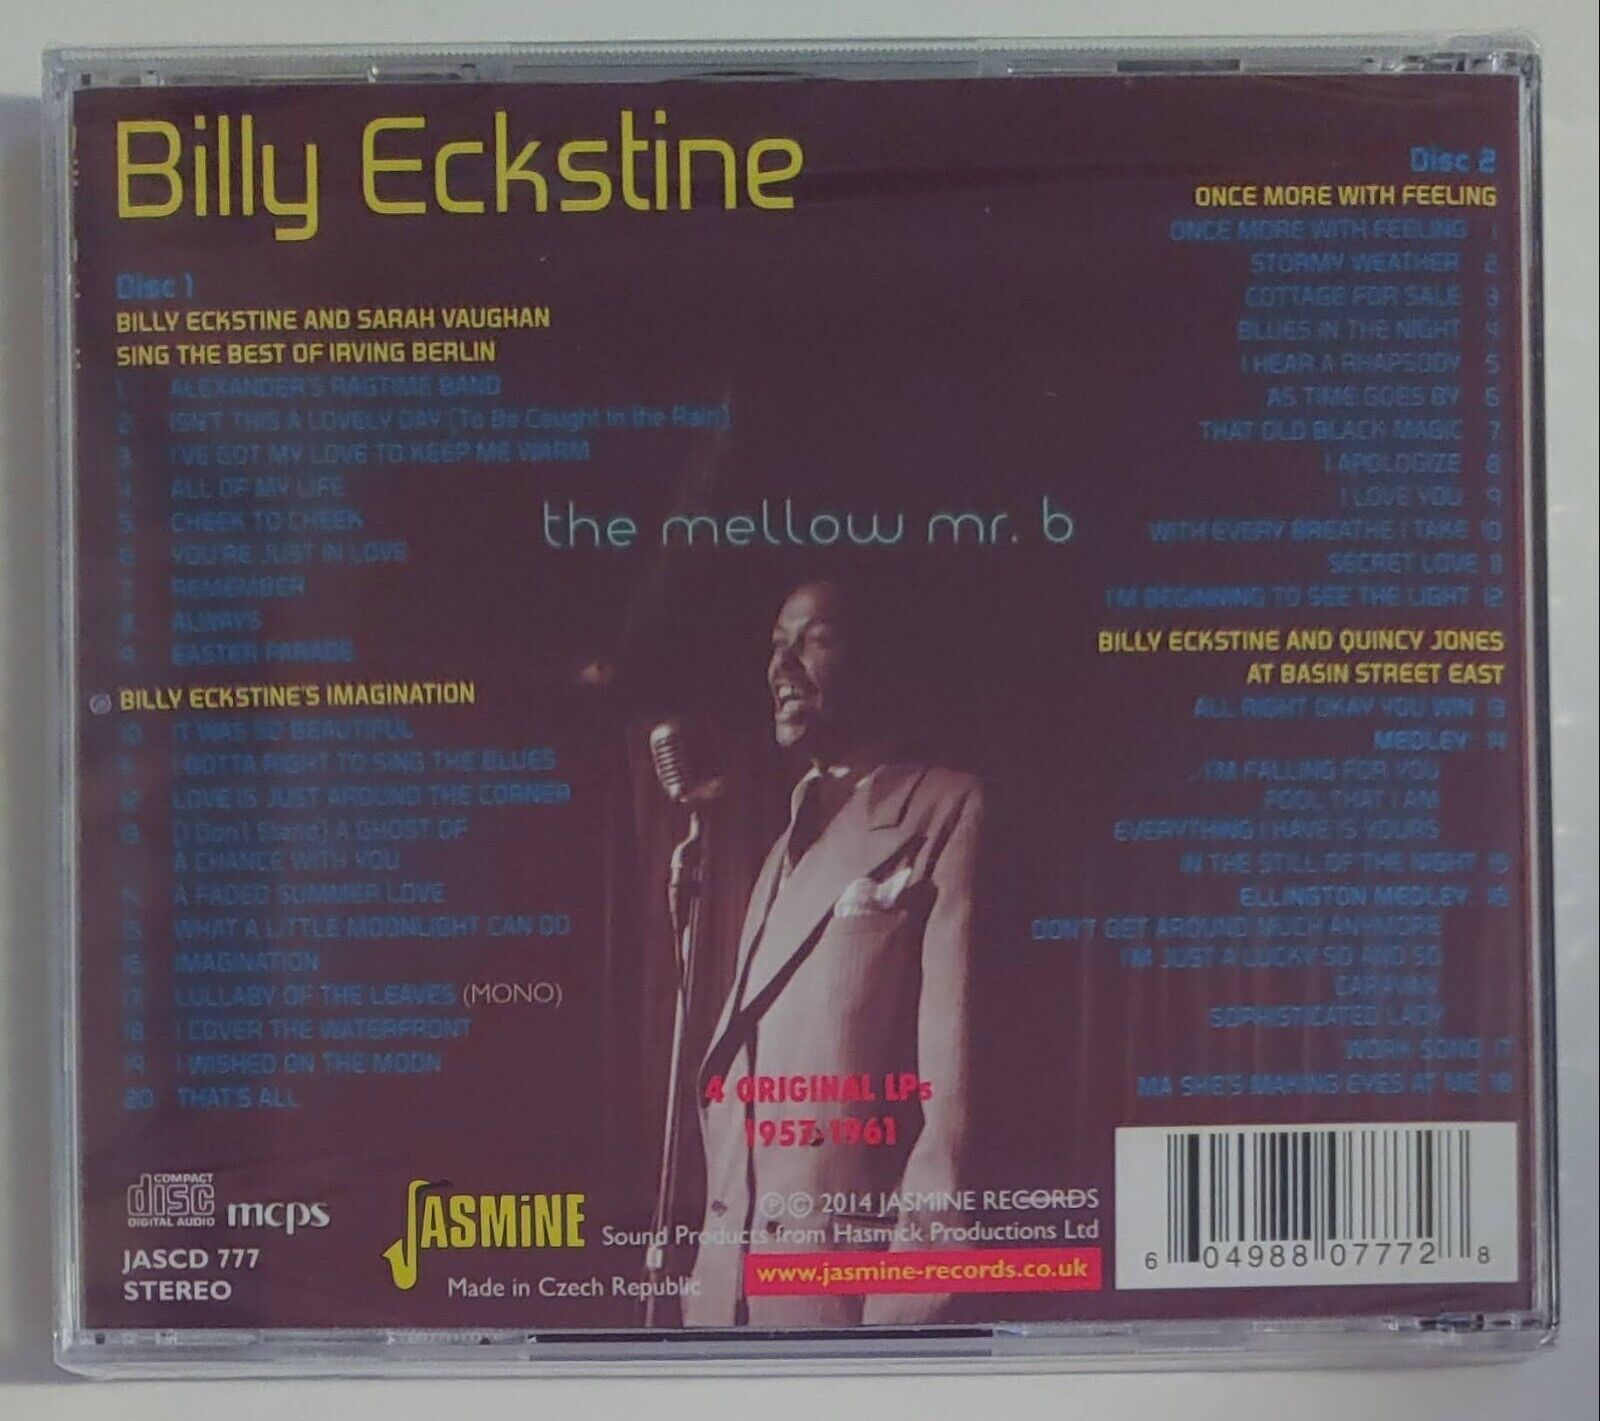 Billy Eckstine
Disc 1
BILLY ECKSTINE AND SARAH VAUGHAN
SING THE BEST OF IRVING BERLIN
1. ALEXANDER'S RAGTIME BAND
2. ISN'T THIS A LOVELY DAY (To Be Caught In the Rain)
3. I'VE GOT MY LOVE TO KEEP ME WARM
4. ALL OF MY LIFE
5. CHEEK TO CHEEK
6. YOU'RE JUST IN LOVE
7. REMEMBER
8. ALWAYS
9. EASTER PARADE
BILLY ECKSTINE'S IMAGINATION
10. IT WAS SO BEAUTIFUL
11. I GOTTA RIGHT TO SING THE BLUES
12. LOVE IS JUST AROUND THE CORNER
13. (I Don't Stand) A GHOST OF
A CHANCE WITH YOU
14. A FADED SUMMER LOVE
15. WHAT A LITTLE MOONLIGHT CAN DO
16. IMAGINATION
17. LULLABY OF THE LEAVES (MONO)
18. I COVER THE WATERFRONT
19. I WISHED ON THE MOON
20. THAT'S ALL
the mellow mr. b
4 ORIGINAL LPs
1957-1961
Disc 2
ONCE MORE WITH FEELING
ONCE MORE WITH FEELING 1
STORMY WEATHER 2
COTTAGE FOR SALE 3
BLUES IN THE NIGHT 4
I HEAR A RHAPSODY 5
AS TIME GOES BY 6
THAT OLD BLACK MAGIC 7
I APOLOGIZE 8
I LOVE YOU 9
WITH EVERY BREATHE I TAKE 10
SECRET LOVE 11
I'M BEGINNING TO SEE THE LIGHT 12
BILLY ECKSTINE AND QUINCY JONES
AT BASIN STREET EAST
ALL RIGHT OKAY YOU WIN 13
MEDLEY: 14
I'M FALLING FOR YOU
FOOL THAT I AM
EVERYTHING I HAVE IS YOURS
IN THE STILL OF THE NIGHT 15
ELLINGTON MEDLEY: 16
DON'T GET AROUND MUCH ANYMORE
I'M JUST A LUCKY SO AND SO
CARAVAN
SOPHISTICATED LADY
WORK SONG 17
MA SHE'S MAKING EYES AT ME 18
COMPACT
disc
DIGITAL AUDIO
mcps
JASCD 777
STEREO
JASMiNE
Made in Czech Republic
℗© 2014 JASMINE RECORDS
Sound Products from Hasmick Productions Ltd
www.jasmine-records.co.uk
6 04988 07772 8